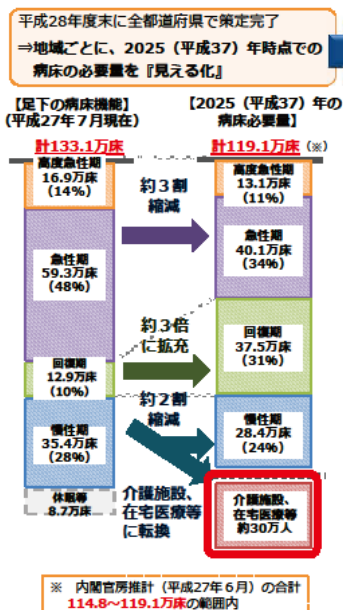 平成28年度末に全都道府県で策定完了
⇒地域ごとに、2025（平成37）年時点での
病床の必要量を『見える化』
【足下の病床機能】
（平成27年７月現在）
【2025（平成37）年の
病床必要量】
計133.1万床
計119.1万床（※）
高度急性期
16.9万床
（14%）
急性期
59.3万床
（48%）
回復期
12.9万床
（10%）
慢性期
35.4万床
（28%）
休眠等
8.7万床
約３割
縮減
約３倍
に拡充
約２割
縮減
介護施設、
在宅医療等
に転換
高度急性期
13.1万床
（11%）
急性期
40.1万床
（34%）
回復期
37.5万床
（31%）
慢性期
28.4万床
（24%）
介護施設、
在宅医療等
約30万人
※　内閣官房推計（平成27年６月）の合計
114.8～119.1万床の範囲内